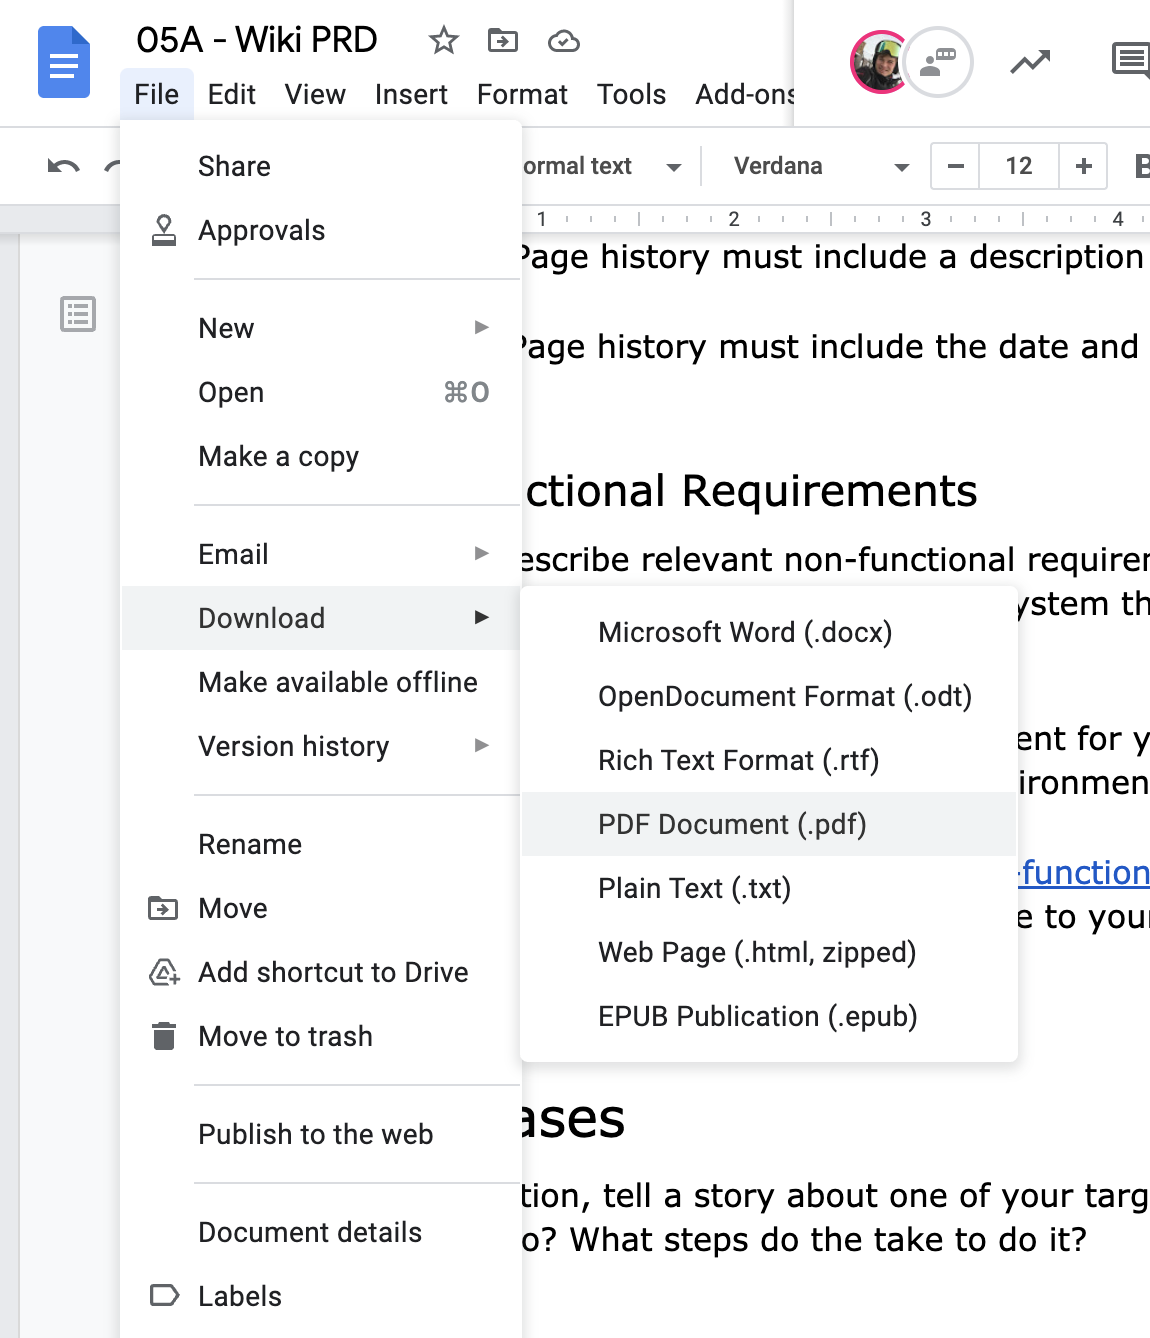 05A - Wiki PRD
File Edit View Insert Format Tools Add-ons
Share
Approvals
New
Open ⌘O
Make a copy
Email
Download
Make available offline
Version history
Rename
Move
Add shortcut to Drive
Move to trash
Publish to the web
Document details
Labels
Microsoft Word (.docx)
OpenDocument Format (.odt)
Rich Text Format (.rtf)
PDF Document (.pdf)
Plain Text (.txt)
Web Page (.html, zipped)
EPUB Publication (.epub)
ormal text Verdana − 12 + B
1 2 3 4
Page history must include a description
Page history must include the date and
ctional Requirements
escribe relevant non-functional requirer
ystem th
ent for y
ironmen
-function
e to your
ases
tion, tell a story about one of your targ
o? What steps do the take to do it?